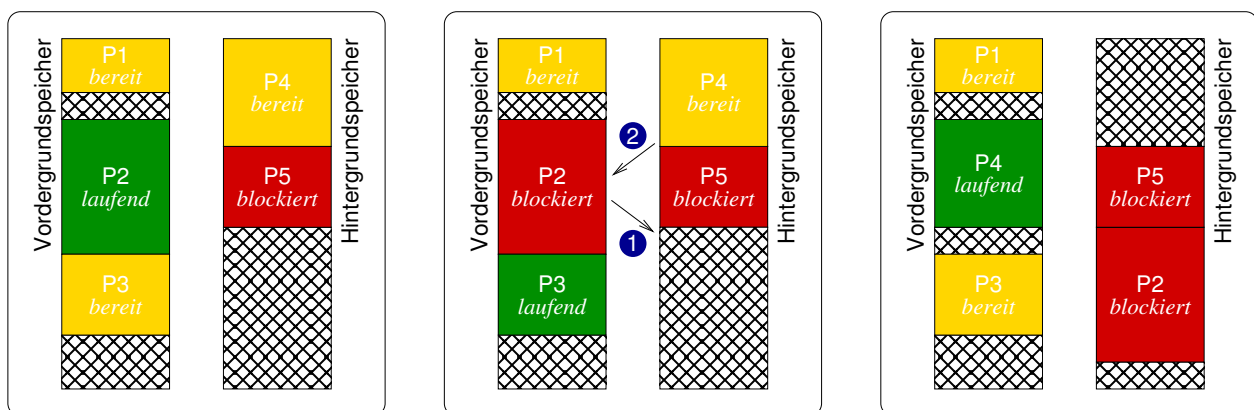 Vordergrundspeicher
P1
bereit
P2
laufend
P3
bereit
P4
bereit
P5
blockiert
Hintergrundspeicher
Vordergrundspeicher
P1
bereit
P2
blockiert
P3
laufend
2
1
P4
bereit
P5
blockiert
Hintergrundspeicher
Vordergrundspeicher
P1
bereit
P4
laufend
P3
bereit
P5
blockiert
P2
blockiert
Hintergrundspeicher